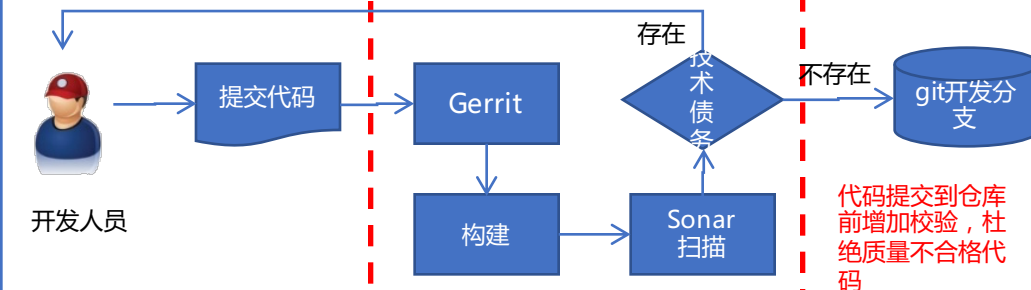 存在
技
术
债
务
不存在
提交代码
Gerrit
git开发分
支
开发人员
构建
Sonar
扫描
代码提交到仓库
前增加校验，杜
绝质量不合格代
码